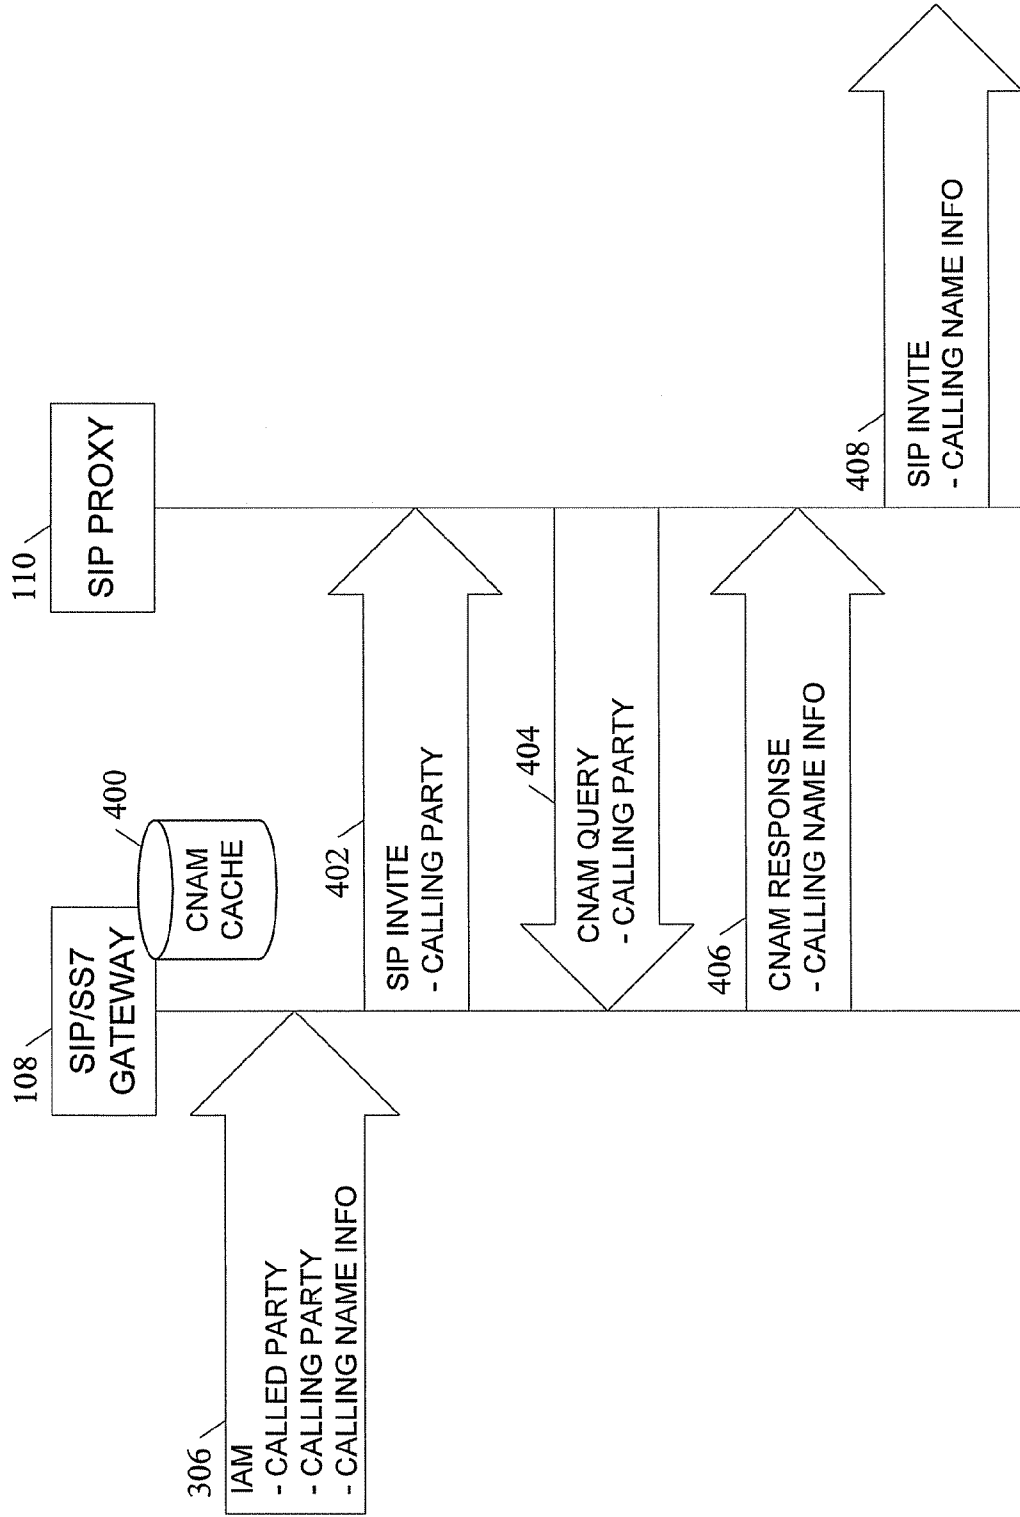 108
SIP/SS7
GATEWAY
400
CNAM
CACHE
110
SIP PROXY
306
IAM
- CALLED PARTY
- CALLING PARTY
- CALLING NAME INFO
402
SIP INVITE
- CALLING PARTY
404
CNAM QUERY
- CALLING PARTY
406
CNAM RESPONSE
- CALLING NAME INFO
408
SIP INVITE
- CALLING NAME INFO